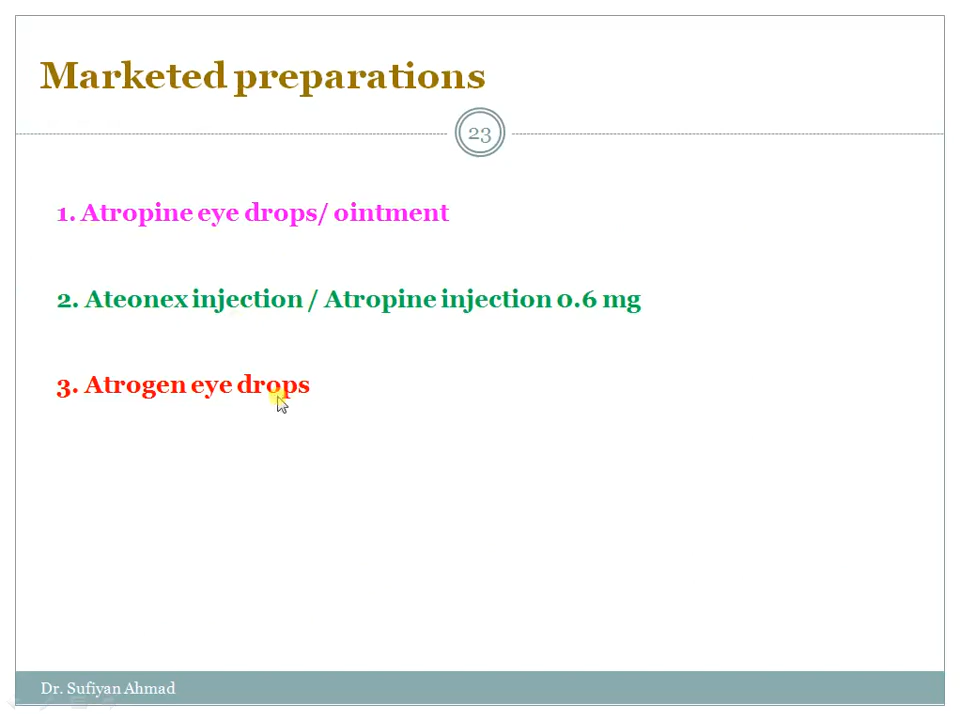 Marketed preparations
23
1. Atropine eye drops/ ointment
2. Ateonex injection / Atropine injection 0.6 mg
3. Atrogen eye drops
Dr. Sufiyan Ahmad